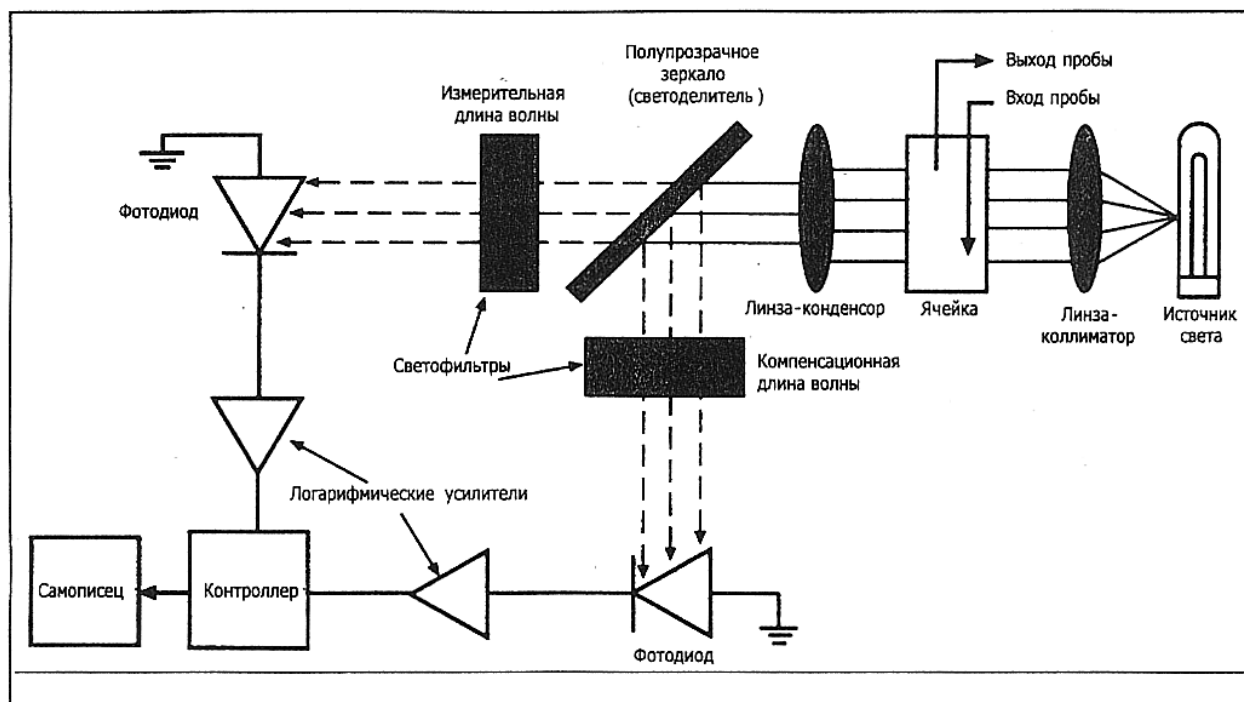 Полупрозрачное
зеркало
(светоделитель )
Выход пробы
Вход пробы
Измерительная
длина волны
Фотодиод
Линза-конденсор
Ячейка
Линза-
коллиматор
Источник
света
Светофильтры
Компенсационная
длина волны
Логарифмические усилители
Самописец
Контроллер
Фотодиод